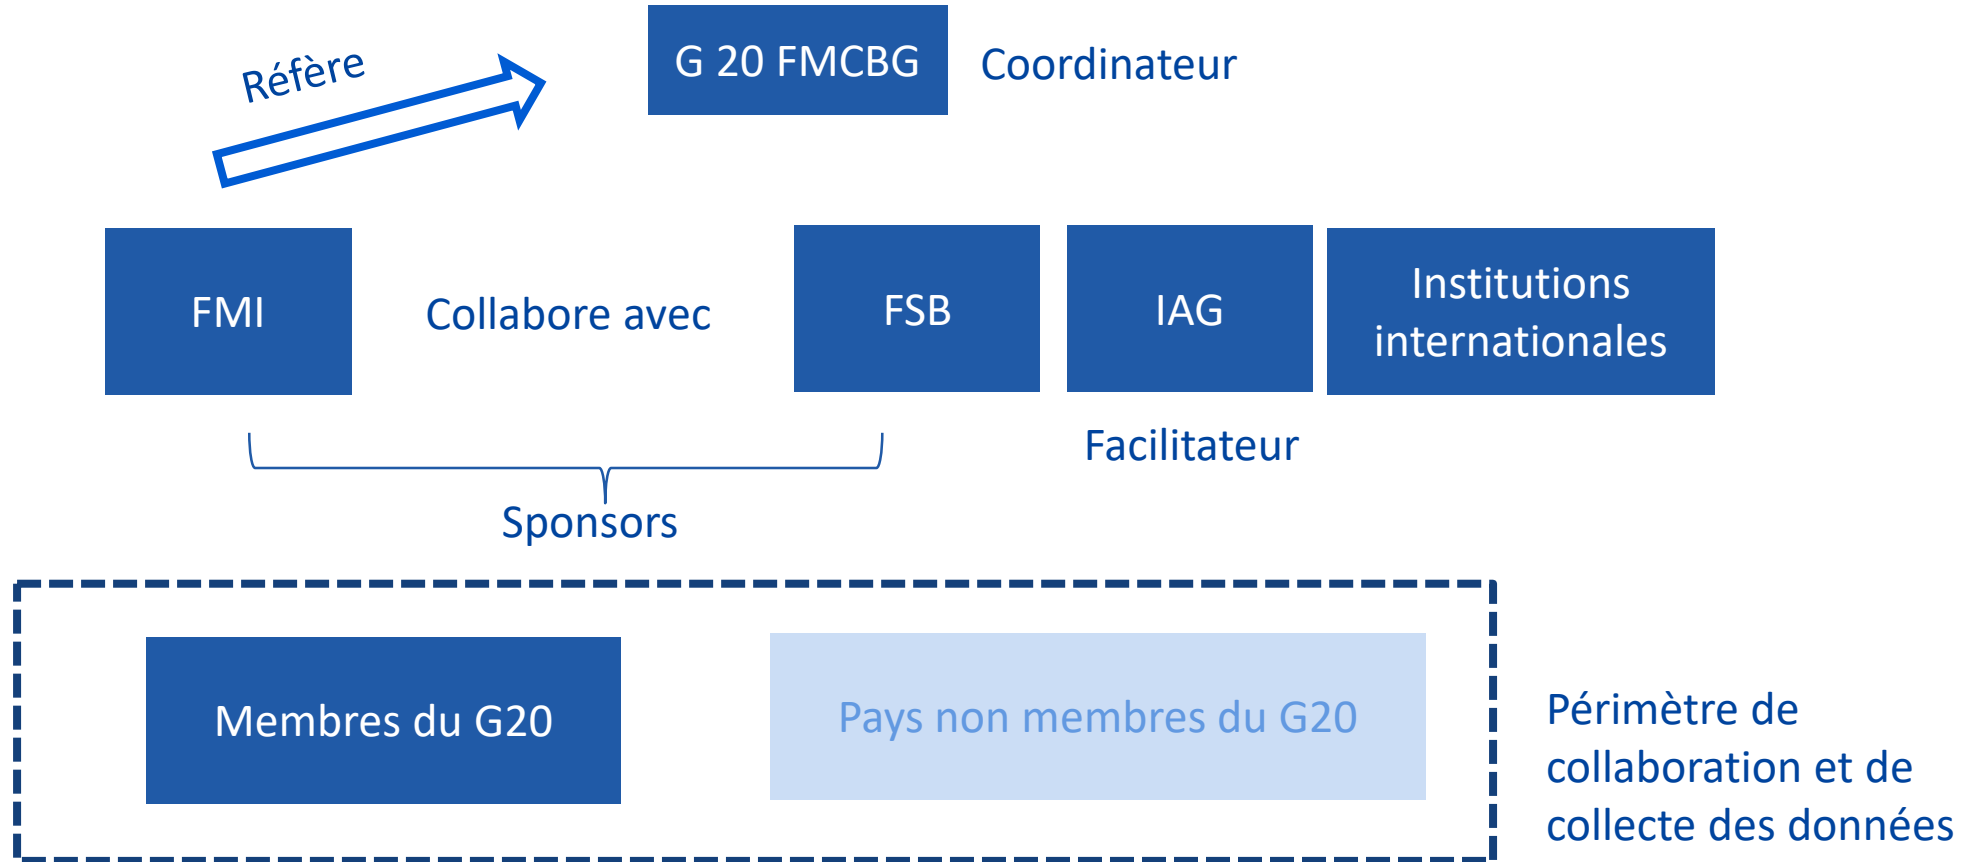 Réfère
G 20 FMCBG
Coordinateur
FMI
Collabore avec
FSB
IAG
Institutions
internationales
Facilitateur
Sponsors
Membres du G20
Pays non membres du G20
Périmètre de
collaboration et de
collecte des données